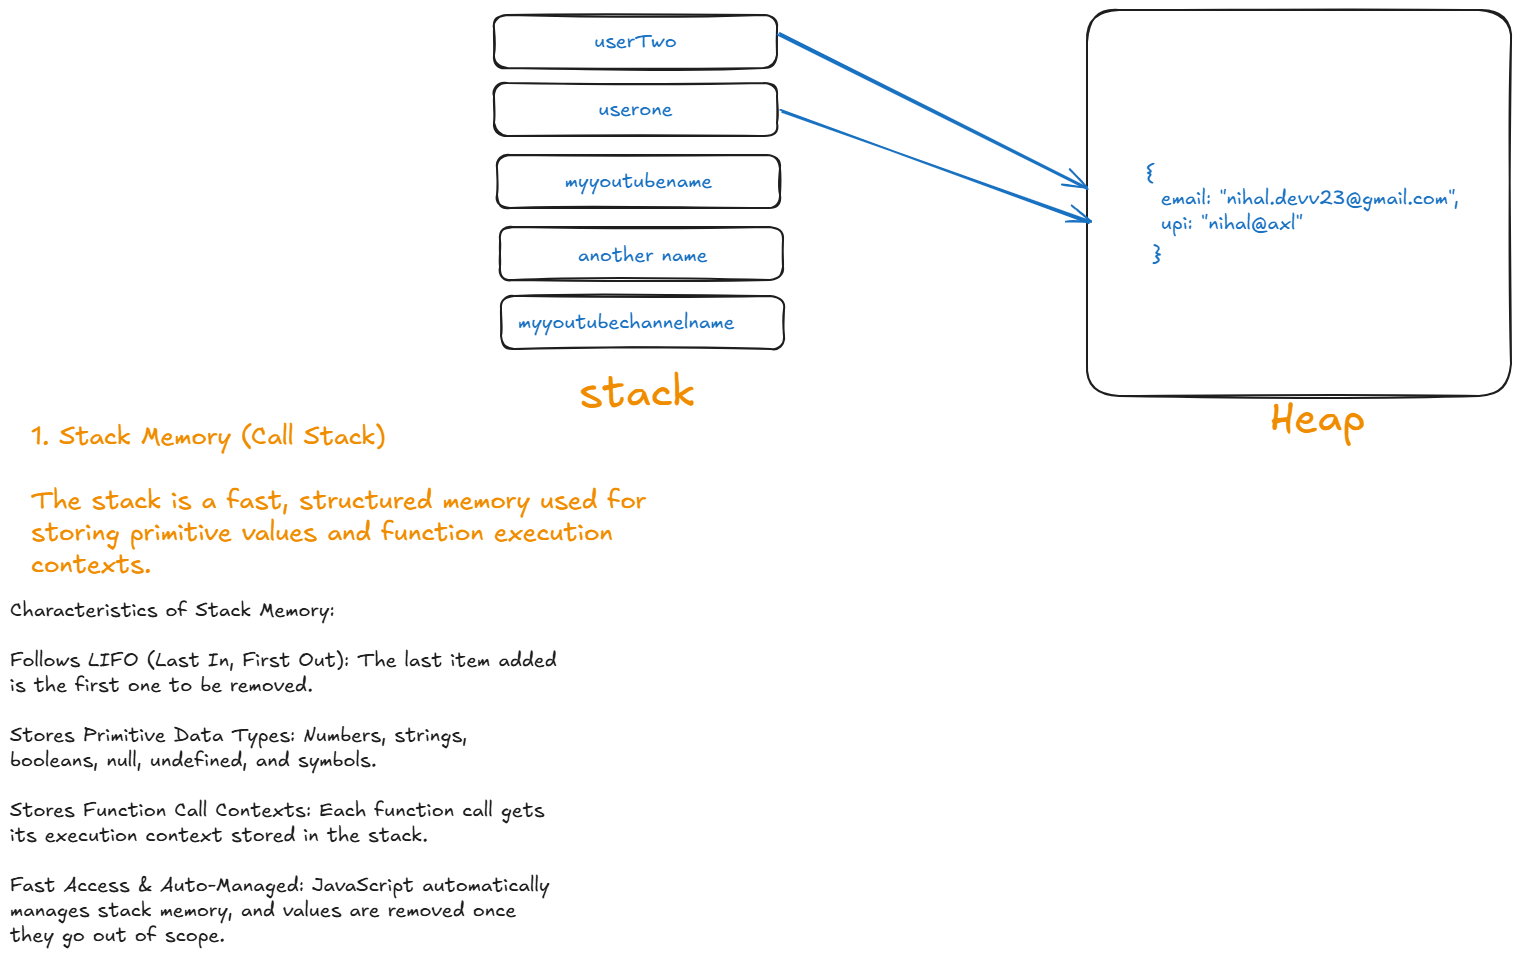 userTwo
userone
myyoutubename
another name
myyoutubechannelname
stack
{
email: "nihal.devv23@gmail.com",
upi: "nihal@axl"
}
Heap
1. Stack Memory (Call Stack)
The stack is a fast, structured memory used for
storing primitive values and function execution
contexts.
Characteristics of Stack Memory:
Follows LIFO (Last In, First Out): The last item added
is the first one to be removed.
Stores Primitive Data Types: Numbers, strings,
booleans, null, undefined, and symbols.
Stores Function Call Contexts: Each function call gets
its execution context stored in the stack.
Fast Access & Auto-Managed: JavaScript automatically
manages stack memory, and values are removed once
they go out of scope.